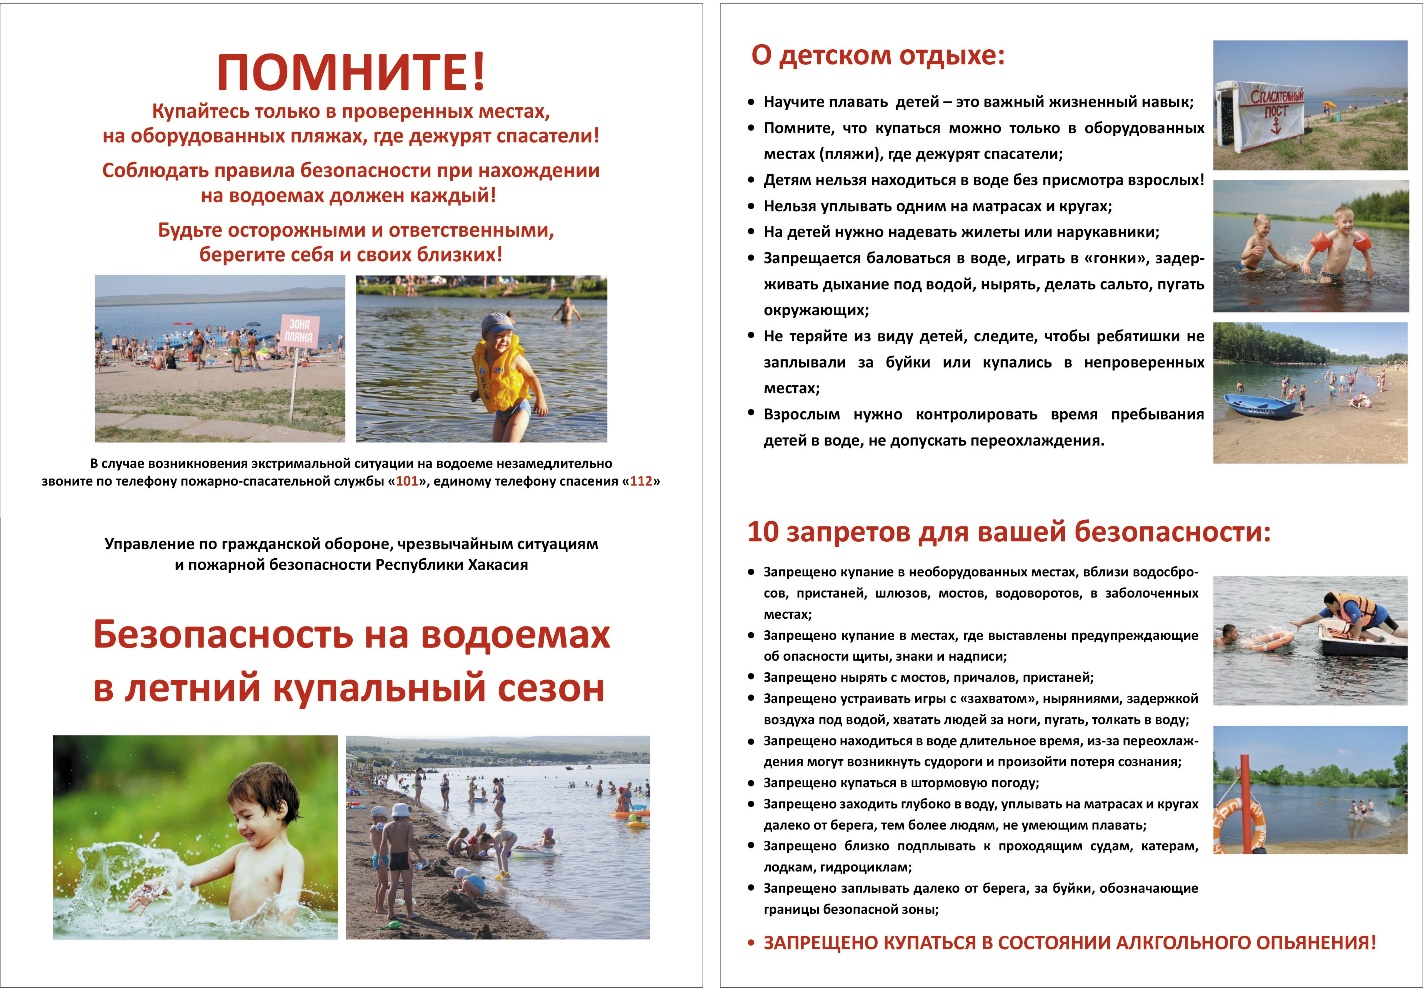 ПОМНИТЕ!
Купайтесь только в проверенных местах,
на оборудованных пляжах, где дежурят спасатели!
Соблюдать правила безопасности при нахождении
на водоемах должен каждый!
Будьте осторожными и ответственными,
берегите себя и своих близких!
ЗОНА
ПЛЯЖА
В случае возникновения экстримальной ситуации на водоеме незамедлительно
звоните по телефону пожарно-спасательной службы «101», единому телефону спасения «112»
Управление по гражданской обороне, чрезвычайным ситуациям
и пожарной безопасности Республики Хакасия
Безопасность на водоемах
в летний купальный сезон
О детском отдыхе:
• Научите плавать детей – это важный жизненный навык;
• Помните, что купаться можно только в оборудованных
местах (пляжи), где дежурят спасатели;
• Детям нельзя находиться в воде без присмотра взрослых!
• Нельзя уплывать одним на матрасах и кругах;
• На детей нужно надевать жилеты или нарукавники;
• Запрещается баловаться в воде, играть в «гонки», задер-
живать дыхание под водой, нырять, делать сальто, пугать
окружающих;
• Не теряйте из виду детей, следите, чтобы ребятишки не
заплывали за буйки или купались в непроверенных
местах;
• Взрослым нужно контролировать время пребывания
детей в воде, не допускать переохлаждения.
СПАСАТЕЛЬНЫЙ
ПОСТ
10 запретов для вашей безопасности:
• Запрещено купание в необорудованных местах, вблизи водосбро-
сов, пристаней, шлюзов, мостов, водоворотов, в заболоченных
местах;
• Запрещено купание в местах, где выставлены предупреждающие
об опасности щиты, знаки и надписи;
• Запрещено нырять с мостов, причалов, пристаней;
• Запрещено устраивать игры с «захватом», ныряниями, задержкой
воздуха под водой, хватать людей за ноги, пугать, толкать в воду;
• Запрещено находиться в воде длительное время, из-за переохлаж-
дения могут возникнуть судороги и произойти потеря сознания;
• Запрещено купаться в штормовую погоду;
• Запрещено заходить глубоко в воду, уплывать на матрасах и кругах
далеко от берега, тем более людям, не умеющим плавать;
• Запрещено близко подплывать к проходящим судам, катерам,
лодкам, гидроциклам;
• Запрещено заплывать далеко от берега, за буйки, обозначающие
границы безопасной зоны;
• ЗАПРЕЩЕНО КУПАТЬСЯ В СОСТОЯНИИ АЛКГОЛЬНОГО ОПЬЯНЕНИЯ!